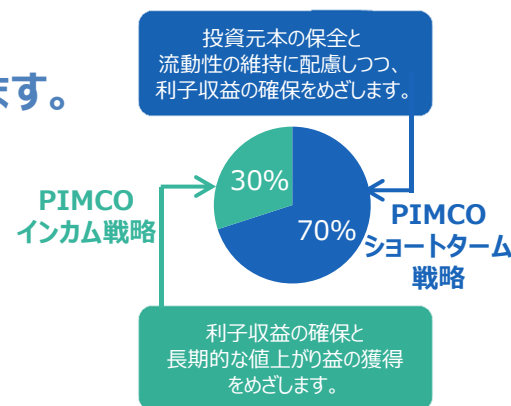 投資元本の保全と
流動性の維持に配慮しつつ、
利子収益の確保をめざします。
ます。
30%
70%
PIMCO
インカム戦略
PIMCO
ショートターム
戦略
利子収益の確保と
長期的な値上がり益の獲得
をめざします。